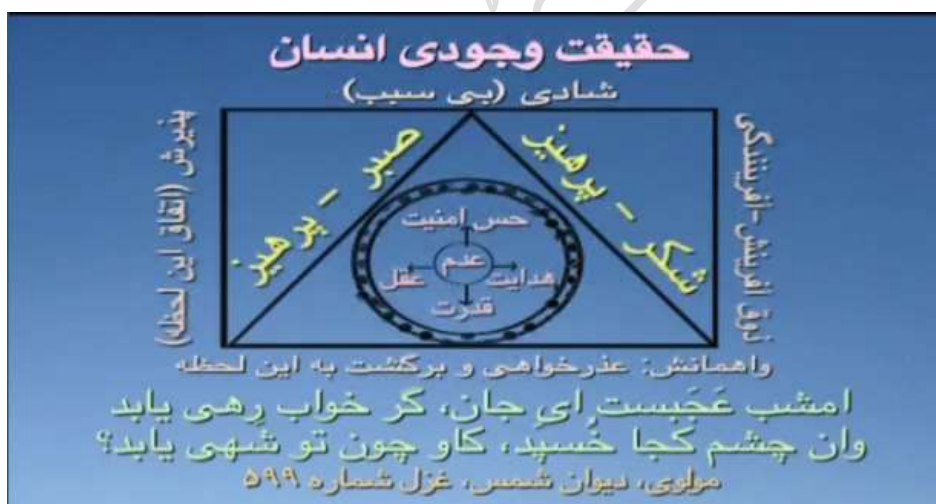 حقیقت وجودی انسان
شادی (بی سبب)
پذیرش (اتفاق این لحظه)
صبر - پرهیز
شکر - پرهیز
ذوق آفرینش-آفرینندگی
حس امنیت
عقل
عدم
هدایت
قدرت
واهمانش: عذرخواهی و برگشت به این لحظه
امشب عَجَبست ای جان، گر خواب رهی یابد
وان چشم کجا خُسپد، کاو چون تو شهی یابد؟
مولوی، دیوان شمس، غزل شماره ۵۹۹